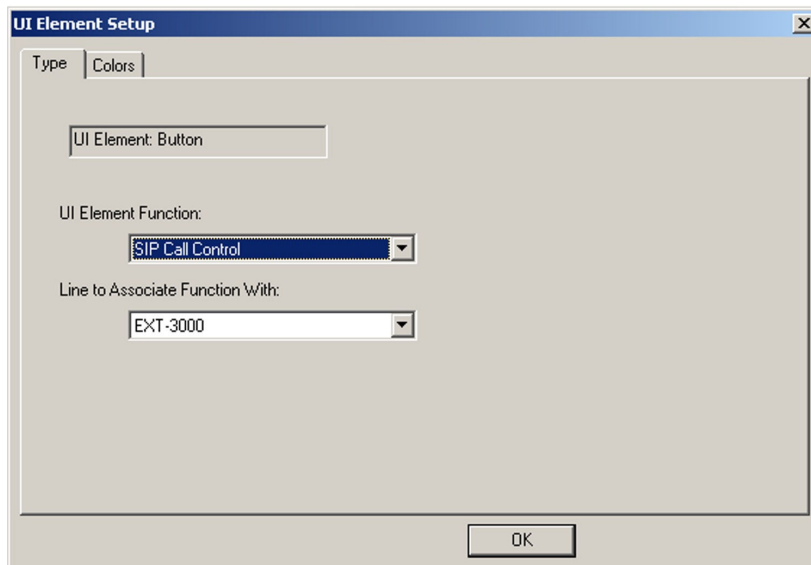 UI Element Setup
Type
Colors
UI Element: Button
UI Element Function:
SIP Call Control
Line to Associate Function With:
EXT-3000
OK